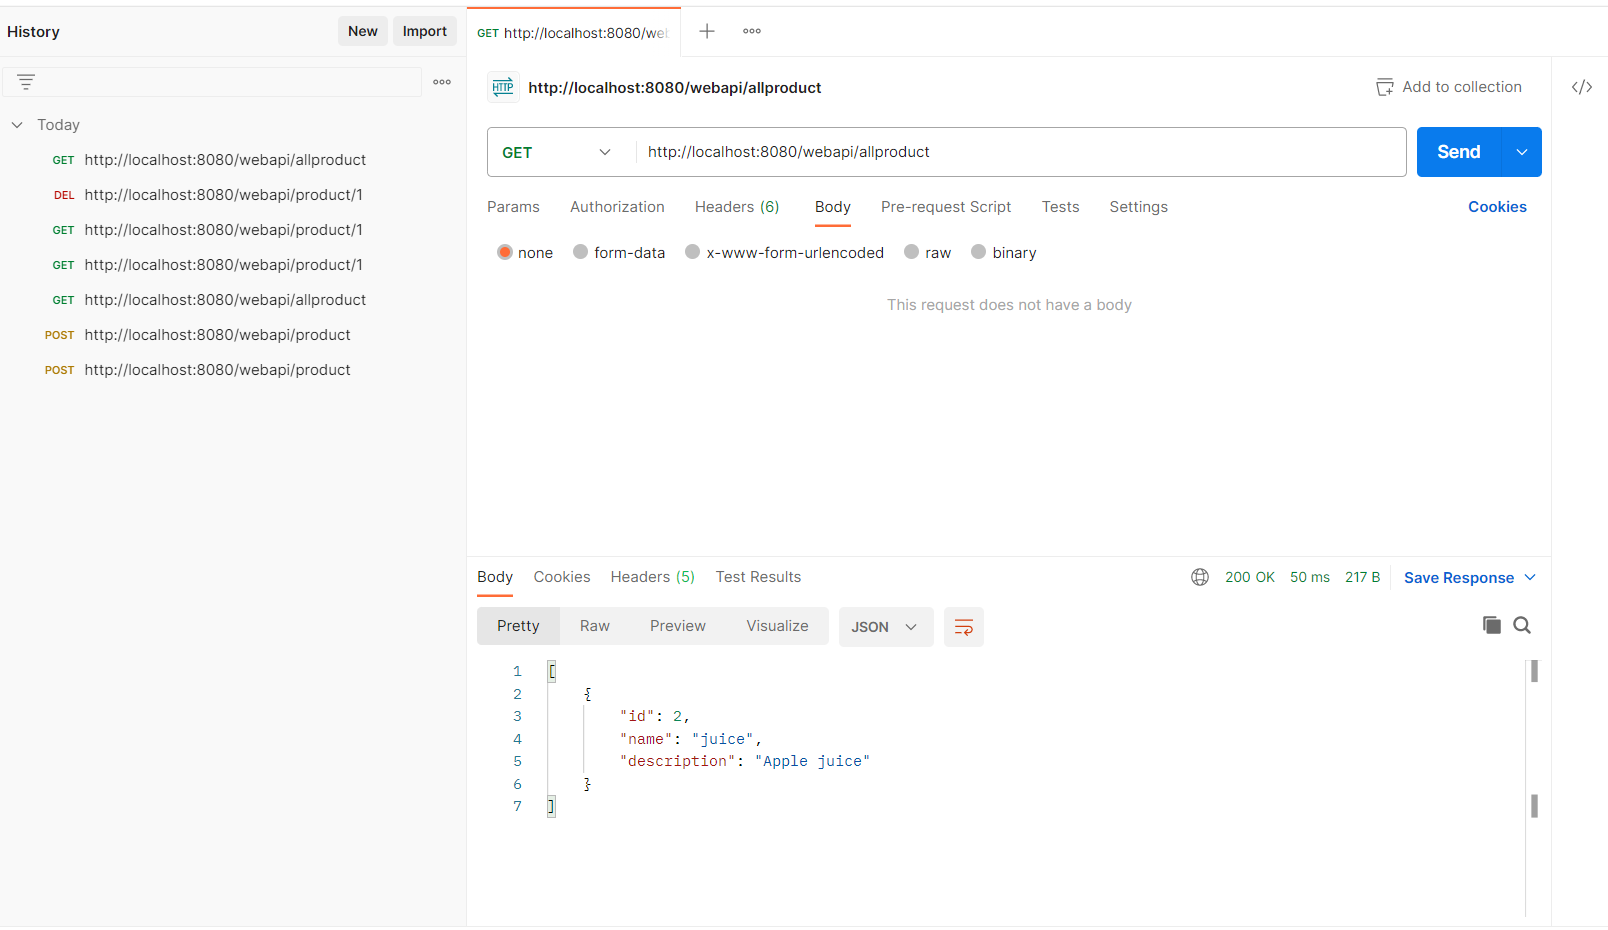 History
New
Import
Today
GET http://localhost:8080/webapi/allproduct
DEL http://localhost:8080/webapi/product/1
GET http://localhost:8080/webapi/product/1
GET http://localhost:8080/webapi/product/1
GET http://localhost:8080/webapi/allproduct
POST http://localhost:8080/webapi/product
POST http://localhost:8080/webapi/product
GET http://localhost:8080/we
HTTP http://localhost:8080/webapi/allproduct
Add to collection
</>
GET http://localhost:8080/webapi/allproduct
Send
Params Authorization Headers (6) Body Pre-request Script Tests Settings Cookies
none form-data x-www-form-urlencoded raw binary
This request does not have a body
Body Cookies Headers (5) Test Results
200 OK 50 ms 217 B Save Response
Pretty Raw Preview Visualize JSON
1 [
2 {
3 "id": 2,
4 "name": "juice",
5 "description": "Apple juice"
6 }
7 ]